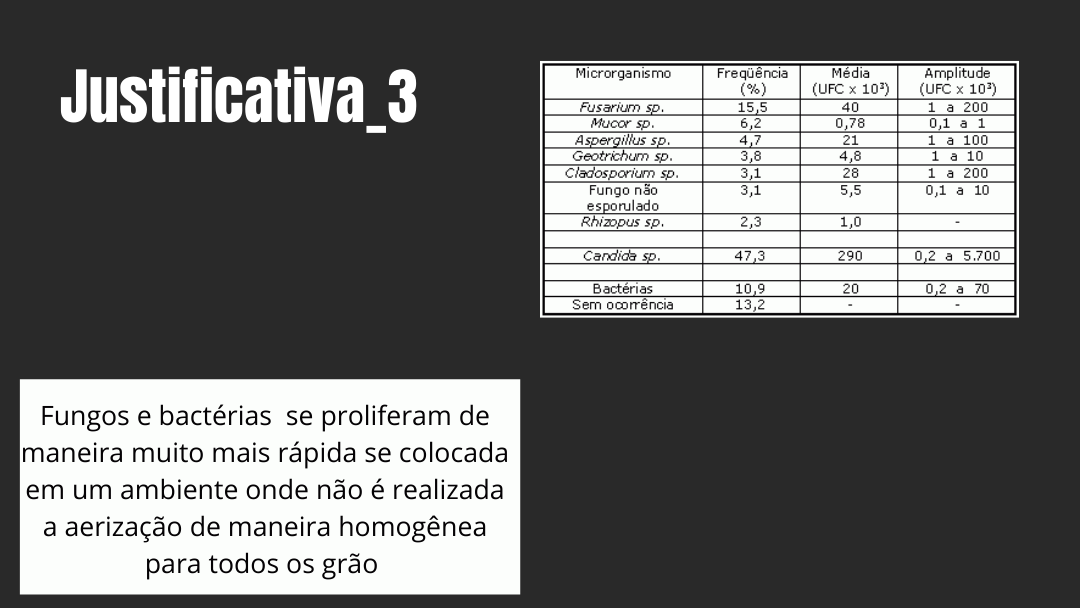 Justificativa_3
Microrganismo Freqüência (%) Média (UFC x 10³) Amplitude (UFC x 10³)
Fusarium sp. 15,5 40 1 a 200
Mucor sp. 6,2 0,78 0,1 a 1
Aspergillus sp. 4,7 21 1 a 100
Geotrichum sp. 3,8 4,8 1 a 10
Cladosporium sp. 3,1 28 1 a 200
Fungo não esporulado 3,1 5,5 0,1 a 10
Rhizopus sp. 2,3 1,0 -
Candida sp. 47,3 290 0,2 a 5.700
Bactérias 10,9 20 0,2 a 70
Sem ocorrência 13,2 - -
Fungos e bactérias se proliferam de
maneira muito mais rápida se colocada
em um ambiente onde não é realizada
a aerização de maneira homogênea
para todos os grão